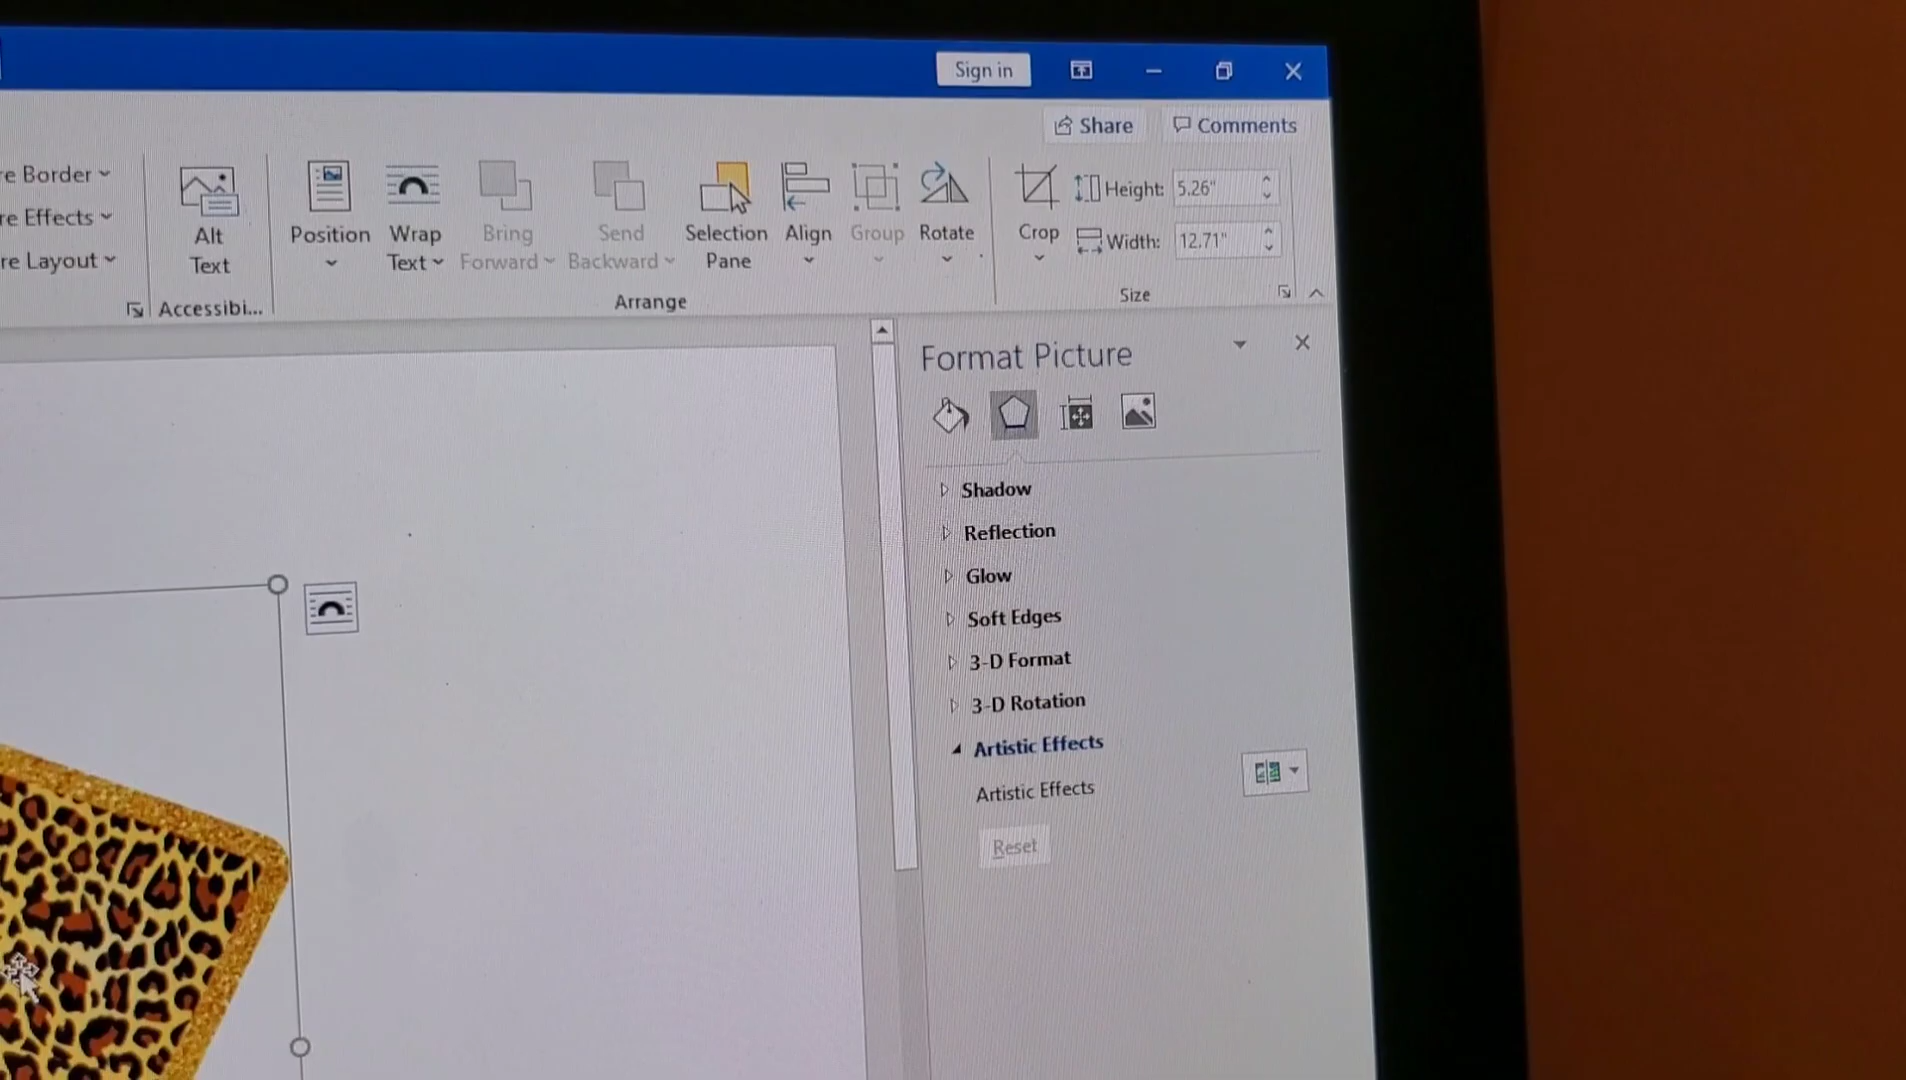 Sign in
Share
Comments
re Border
re Effects
re Layout
Alt
Text
Accessibi...
Position
Wrap
Text
Bring
Forward
Send
Backward
Selection
Pane
Align
Group
Rotate
Arrange
Crop
Height: 5.26"
Width: 12.71"
Size
Format Picture
Shadow
Reflection
Glow
Soft Edges
3-D Format
3-D Rotation
Artistic Effects
Artistic Effects
Reset